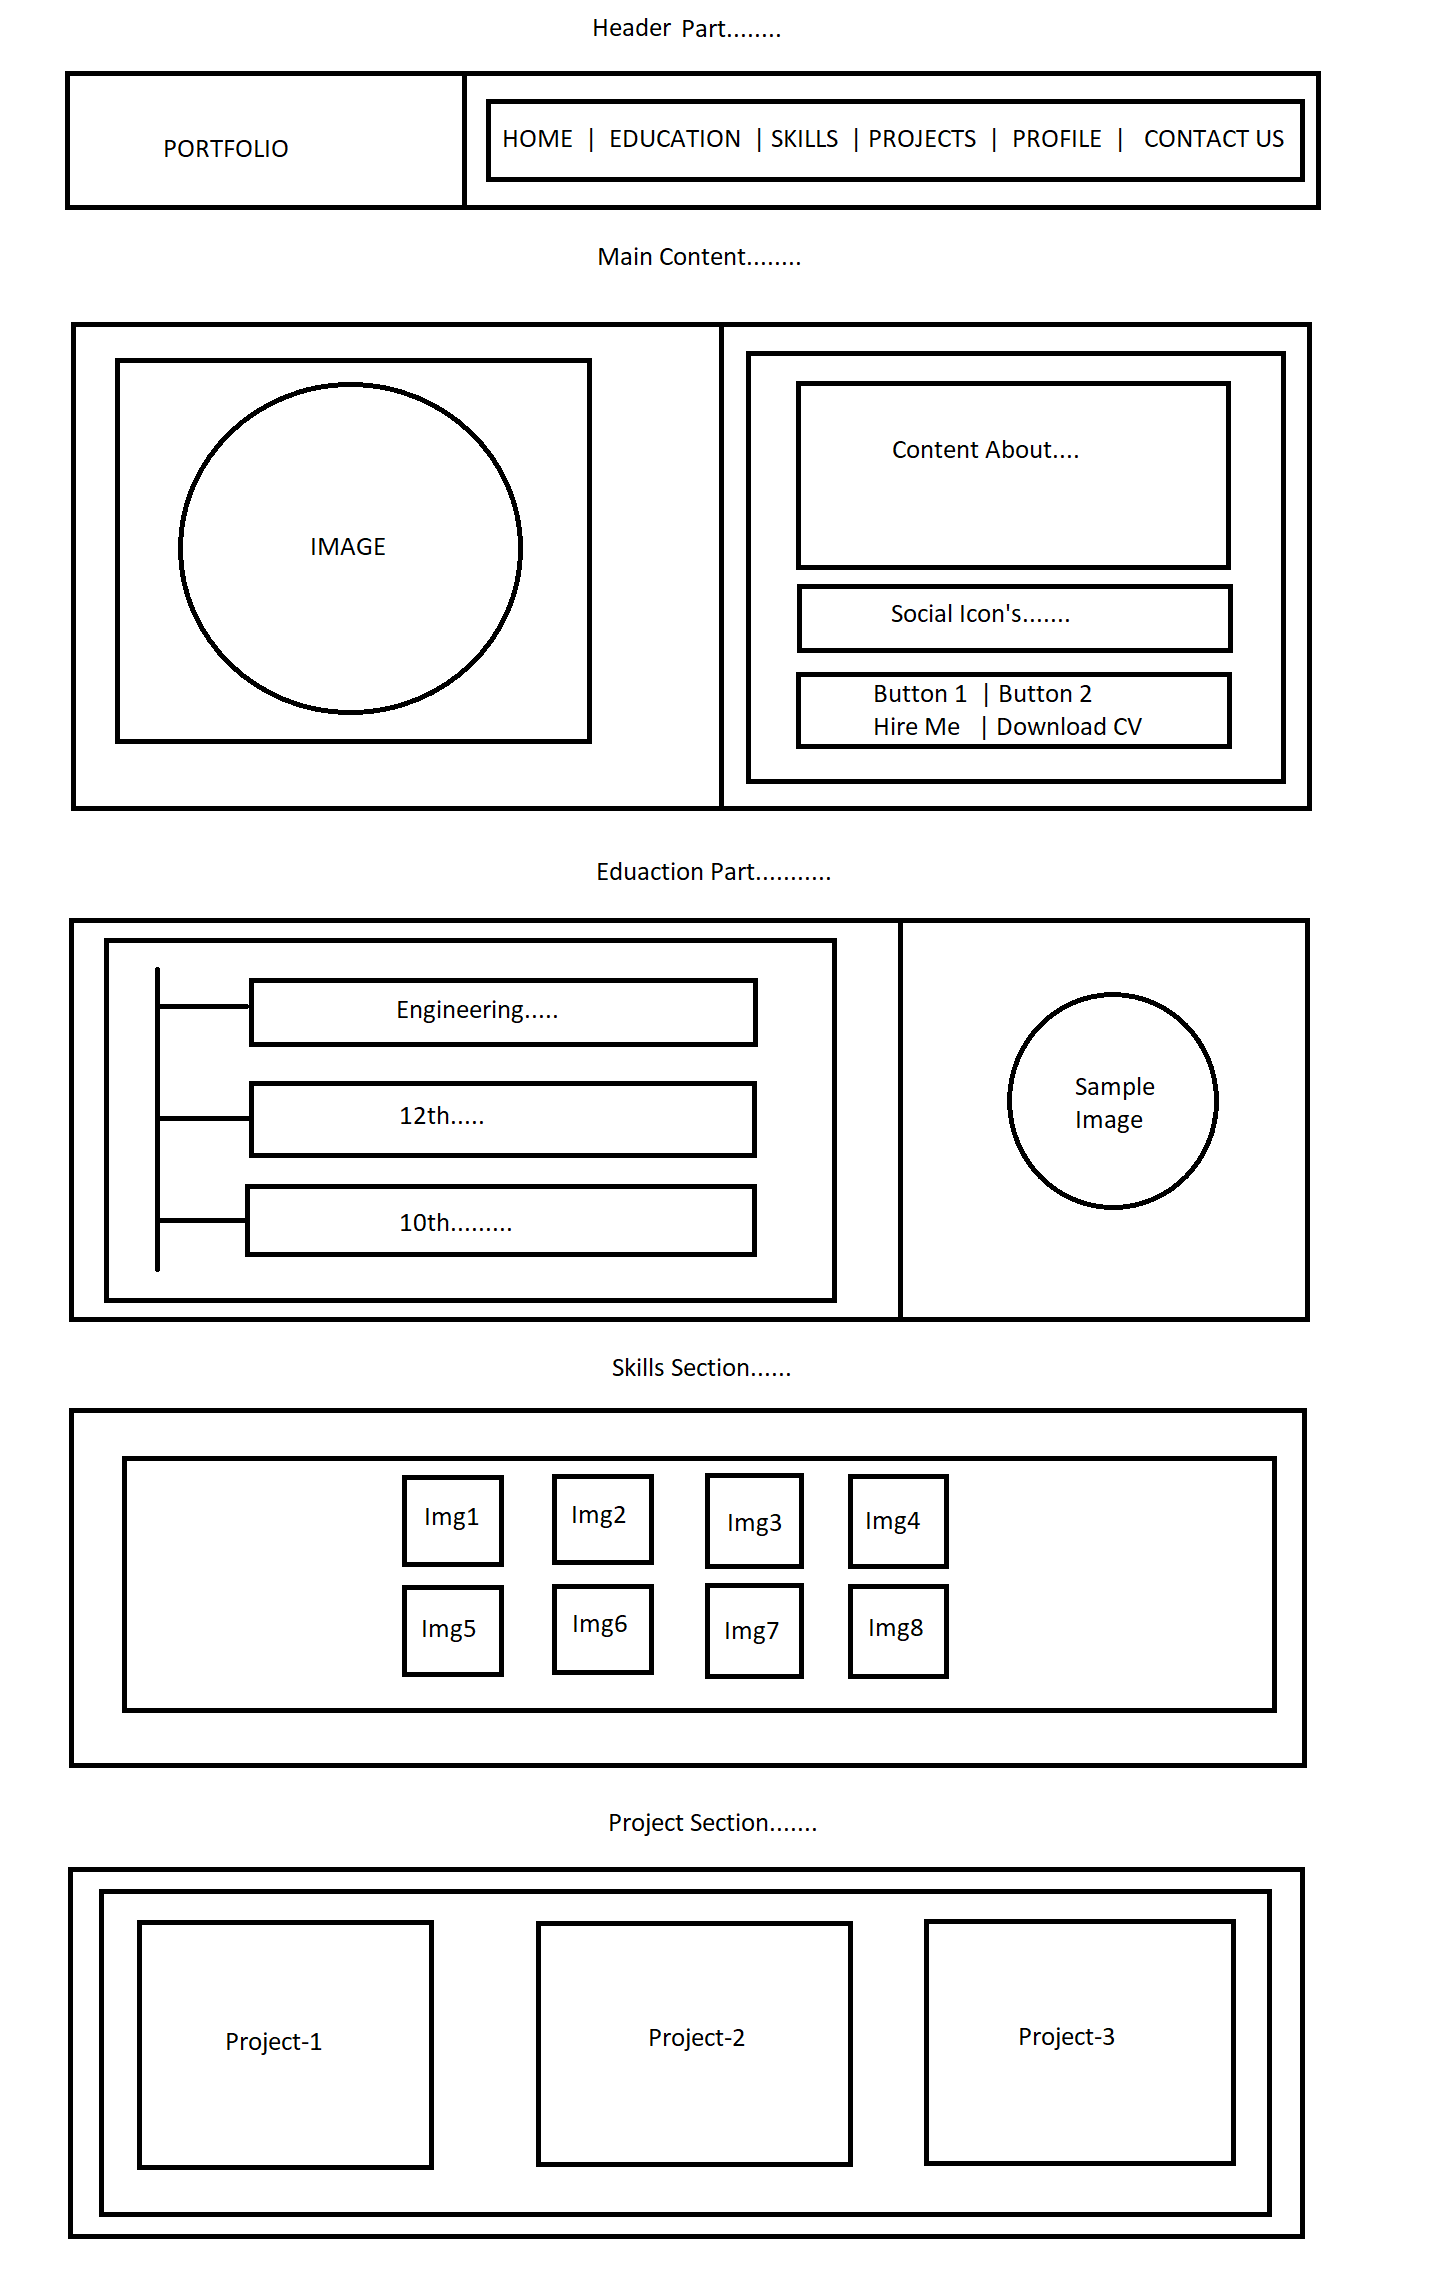 Header Part........
PORTFOLIO
HOME | EDUCATION | SKILLS | PROJECTS | PROFILE | CONTACT US
Main Content........
IMAGE
Content About....
Social Icon's.......
Button 1 | Button 2
Hire Me | Download CV
Eduaction Part...........
Engineering.....
12th.....
10th.........
Sample
Image
Skills Section......
Img1 Img2 Img3 Img4
Img5 Img6 Img7 Img8
Project Section.......
Project-1 Project-2 Project-3